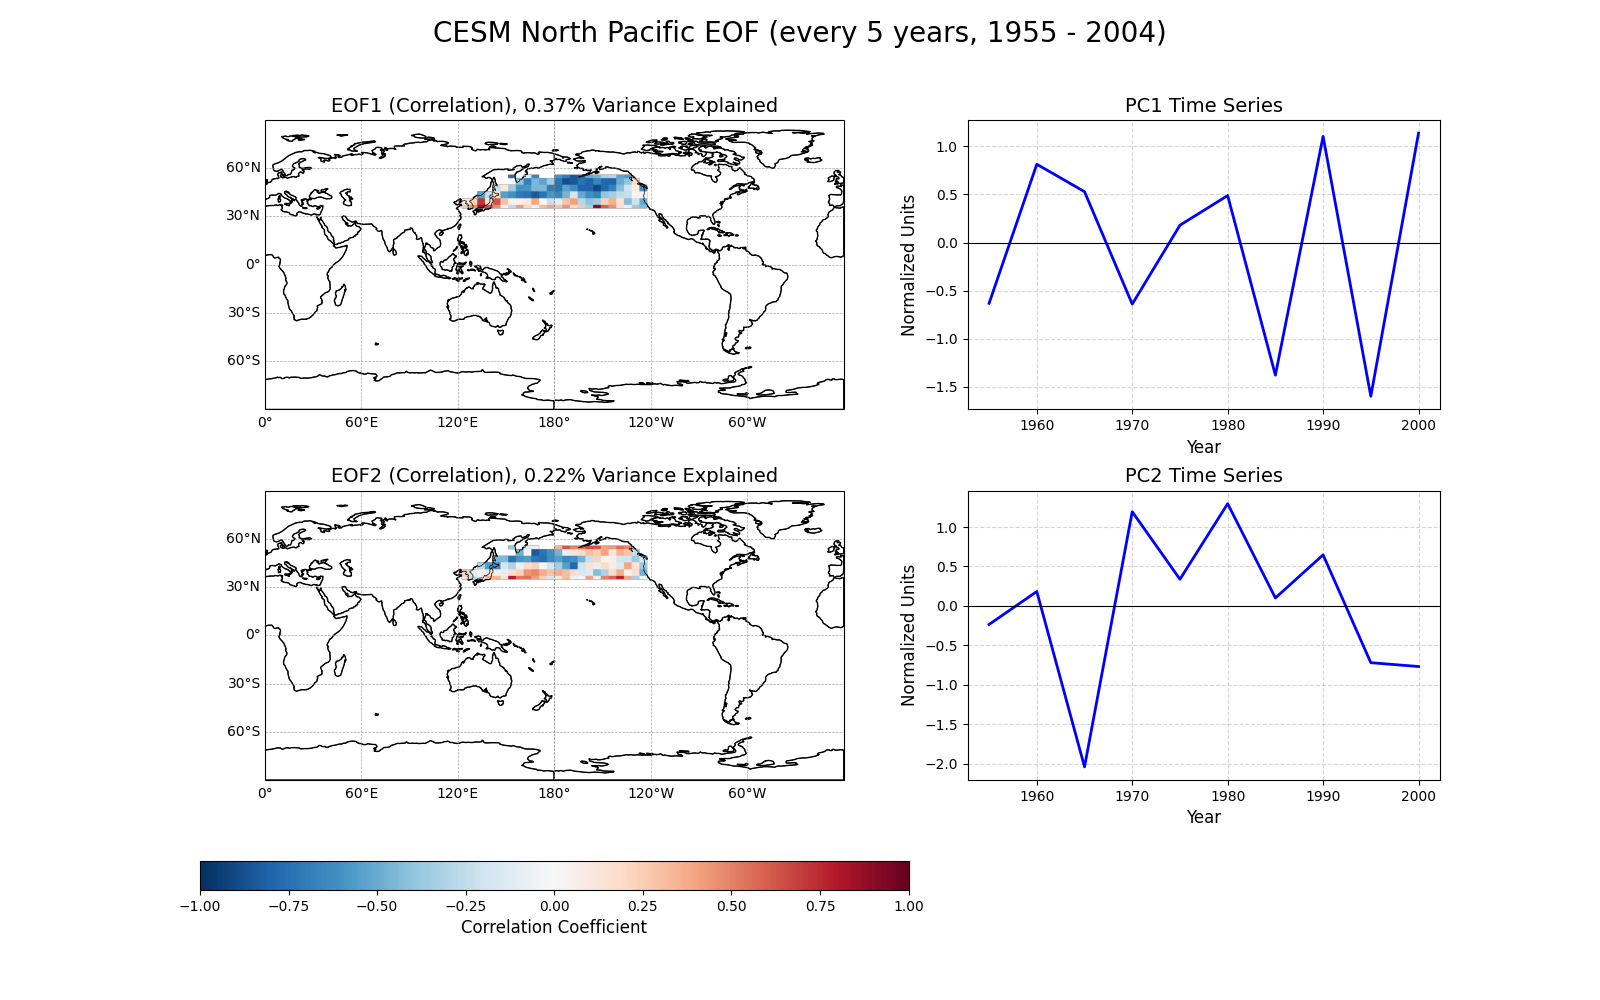 CESM North Pacific EOF (every 5 years, 1955 - 2004)
EOF1 (Correlation), 0.37% Variance Explained
60°N
30°N
0°
30°S
60°S
0° 60°E 120°E 180° 120°W 60°W
PC1 Time Series
Normalized Units
1.0
0.5
0.0
−0.5
−1.0
−1.5
1960 1970 1980 1990 2000
Year
EOF2 (Correlation), 0.22% Variance Explained
60°N
30°N
0°
30°S
60°S
0° 60°E 120°E 180° 120°W 60°W
PC2 Time Series
Normalized Units
1.0
0.5
0.0
−0.5
−1.0
−1.5
−2.0
1960 1970 1980 1990 2000
Year
−1.00 −0.75 −0.50 −0.25 0.00 0.25 0.50 0.75 1.00
Correlation Coefficient